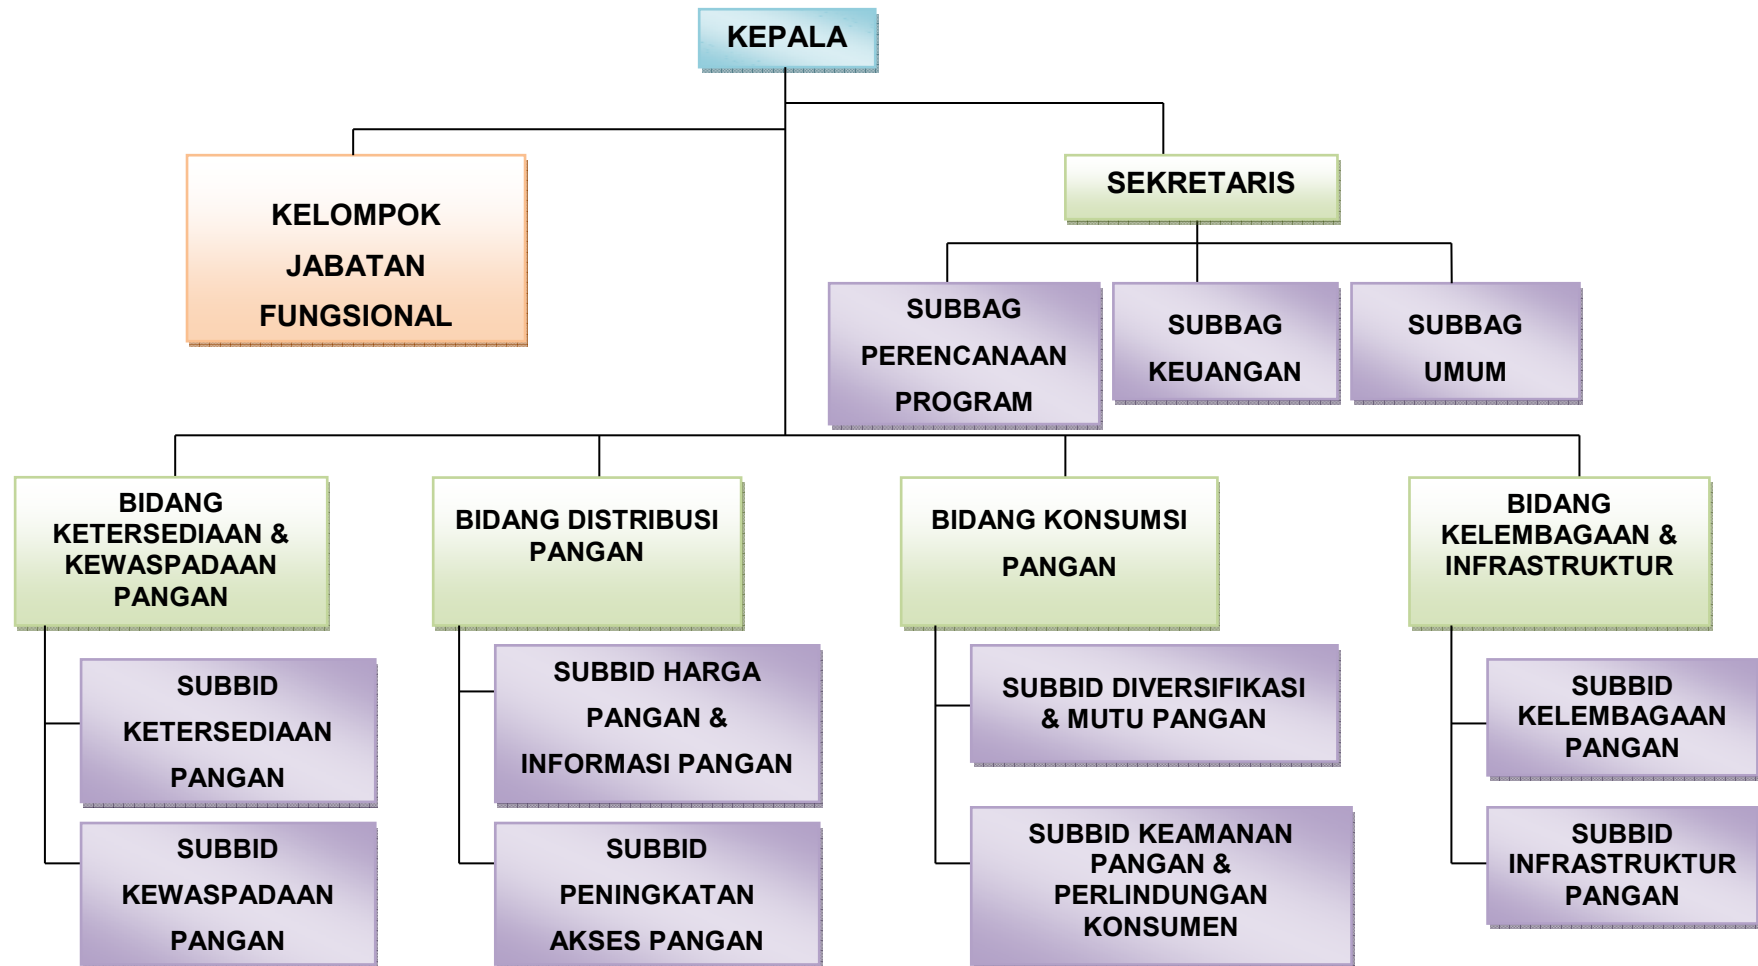 KEPALA
KELOMPOK
JABATAN
FUNGSIONAL
SEKRETARIS
SUBBAG
PERENCANAAN
PROGRAM
SUBBAG
KEUANGAN
SUBBAG
UMUM
BIDANG
KETERSEDIAAN &
KEWASPADAAN
PANGAN
BIDANG DISTRIBUSI
PANGAN
BIDANG KONSUMSI
PANGAN
BIDANG
KELEMBAGAAN &
INFRASTRUKTUR
SUBBID
KETERSEDIAAN
PANGAN
SUBBID
KEWASPADAAN
PANGAN
SUBBID HARGA
PANGAN &
INFORMASI PANGAN
SUBBID
PENINGKATAN
AKSES PANGAN
SUBBID DIVERSIFIKASI
& MUTU PANGAN
SUBBID KEAMANAN
PANGAN &
PERLINDUNGAN
KONSUMEN
SUBBID
KELEMBAGAAN
PANGAN
SUBBID
INFRASTRUKTUR
PANGAN